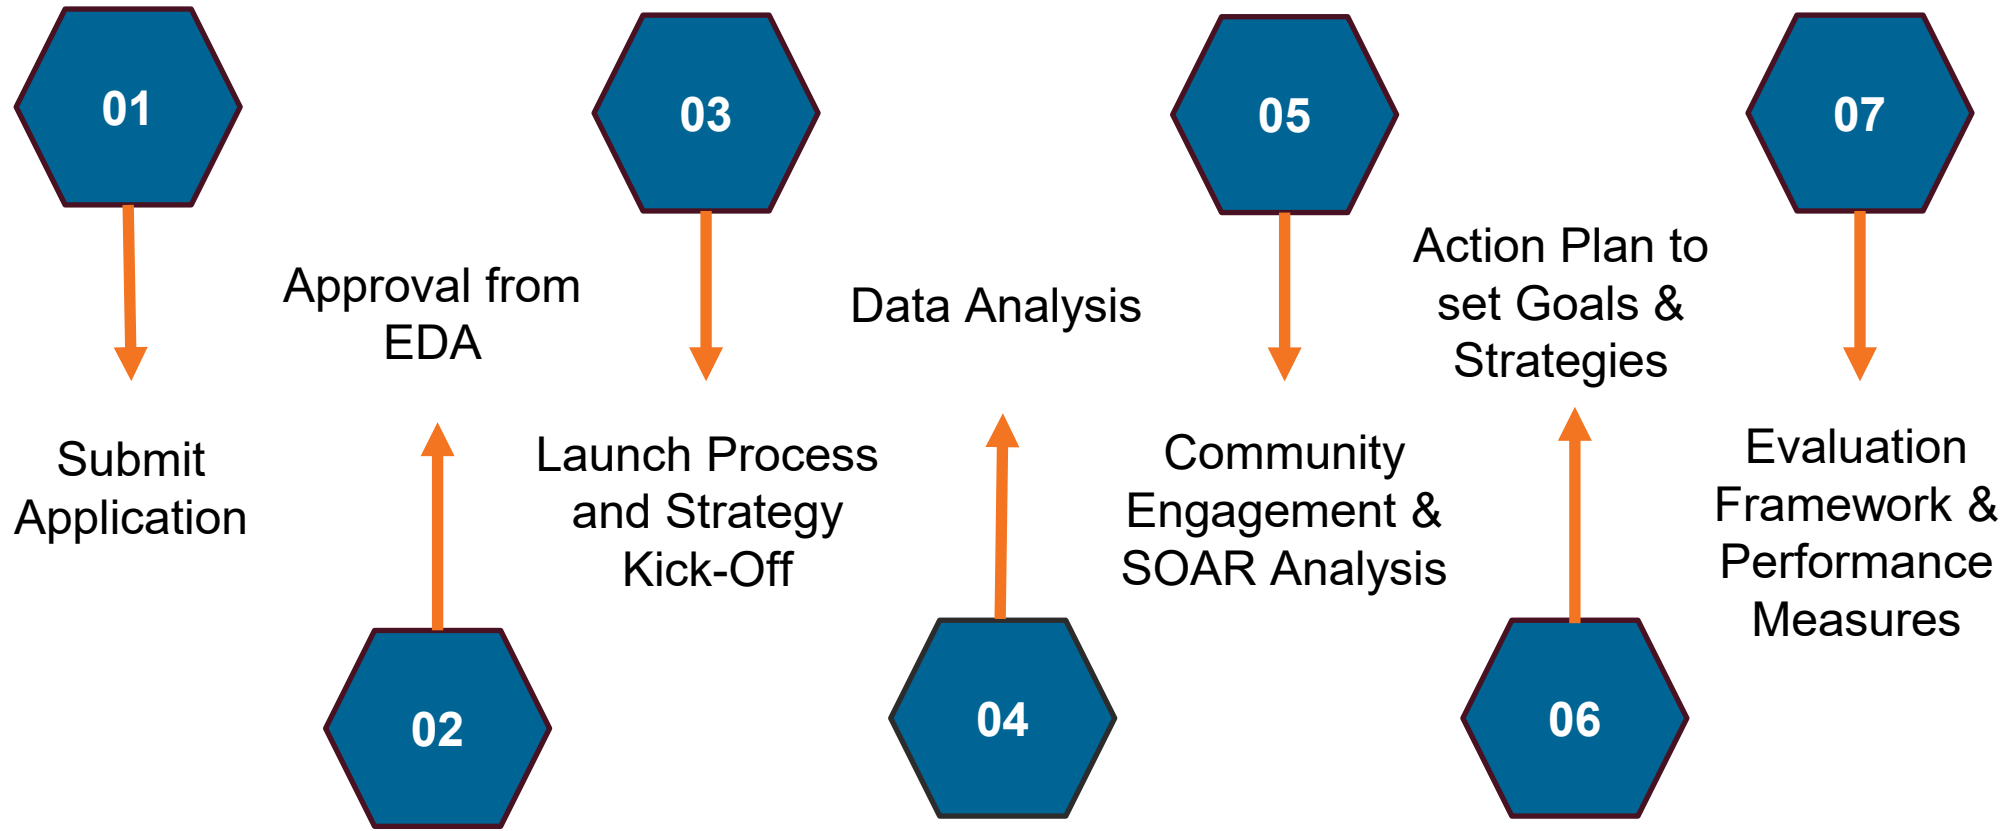 01
Submit
Application
02
Approval from
EDA
03
Launch Process
and Strategy
Kick-Off
04
Data Analysis
05
Community
Engagement &
SOAR Analysis
06
Action Plan to
set Goals &
Strategies
07
Evaluation
Framework &
Performance
Measures